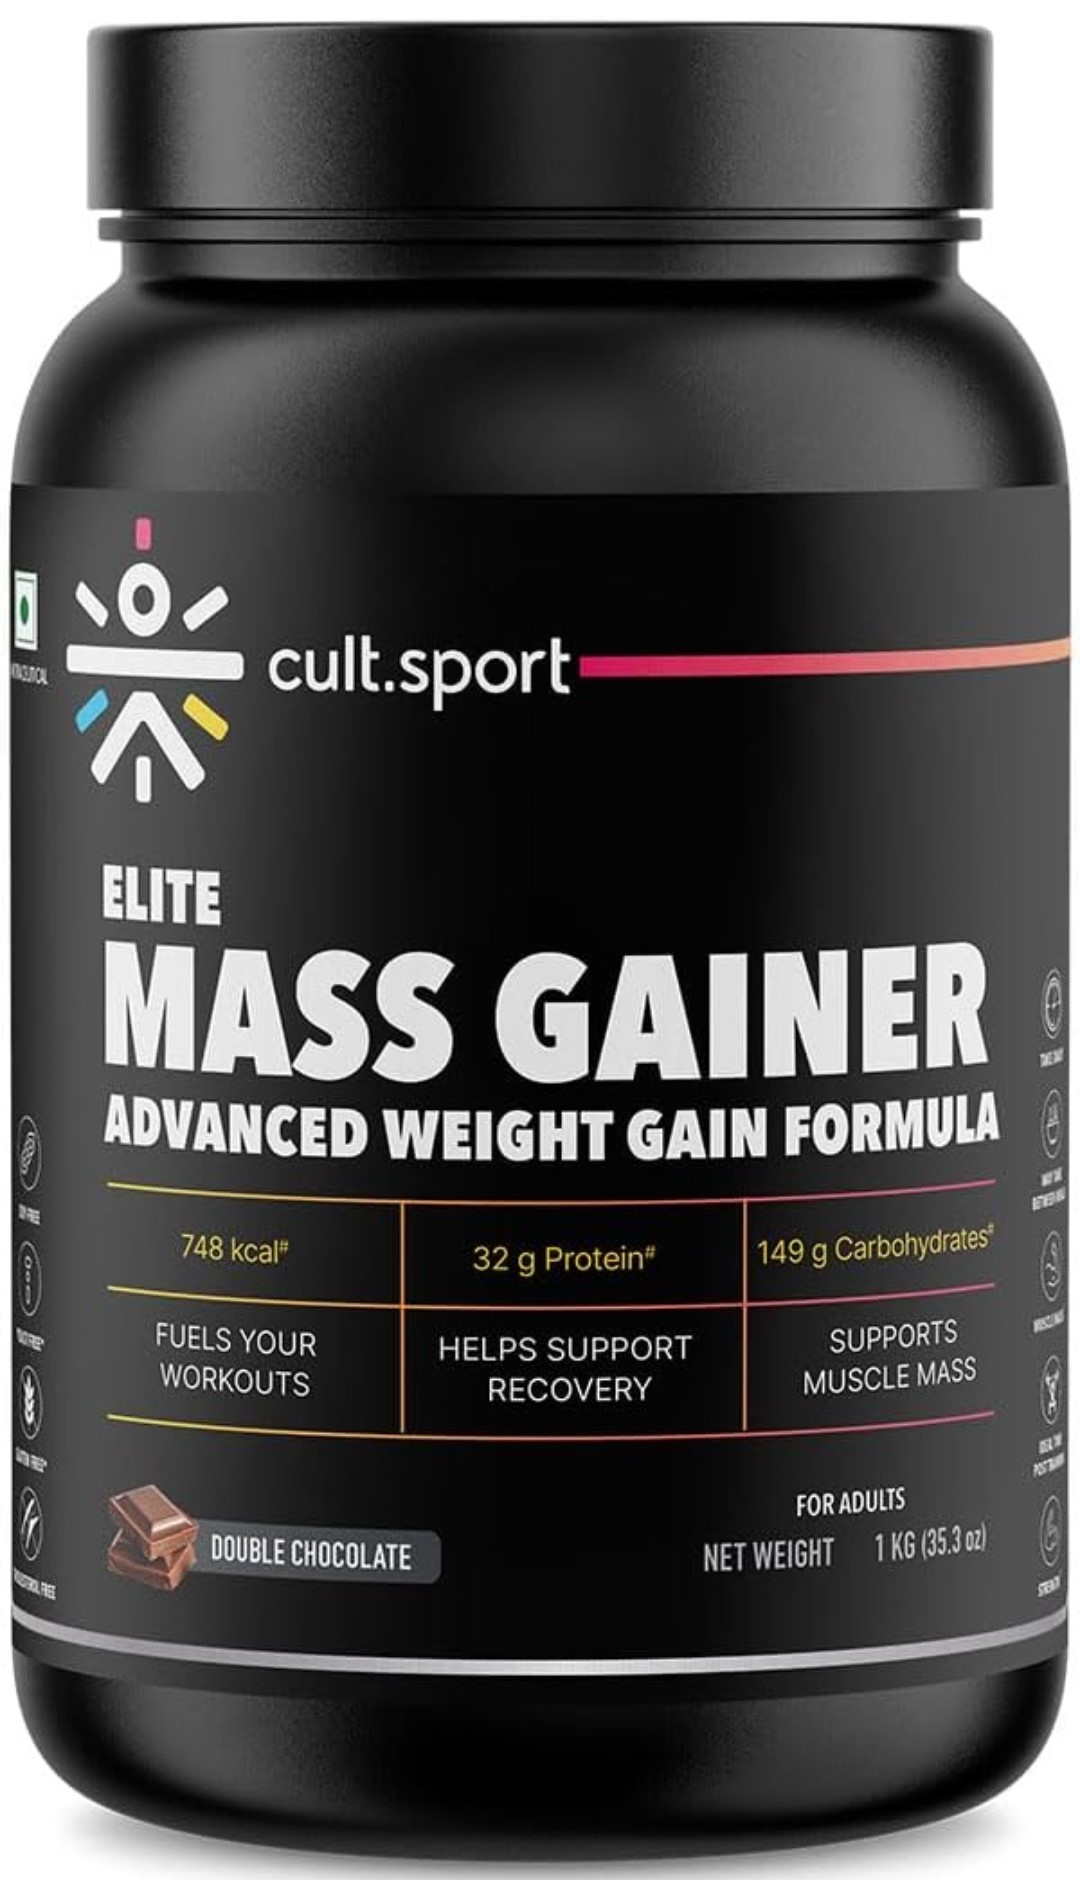 cult.sport
ELITE
MASS GAINER
ADVANCED WEIGHT GAIN FORMULA
748 kcal#
32 g Protein#
149 g Carbohydrates#
FUELS YOUR
WORKOUTS
HELPS SUPPORT
RECOVERY
SUPPORTS
MUSCLE MASS
DOUBLE CHOCOLATE
FOR ADULTS
NET WEIGHT 1 KG (35.3 oz)
STRENGTH